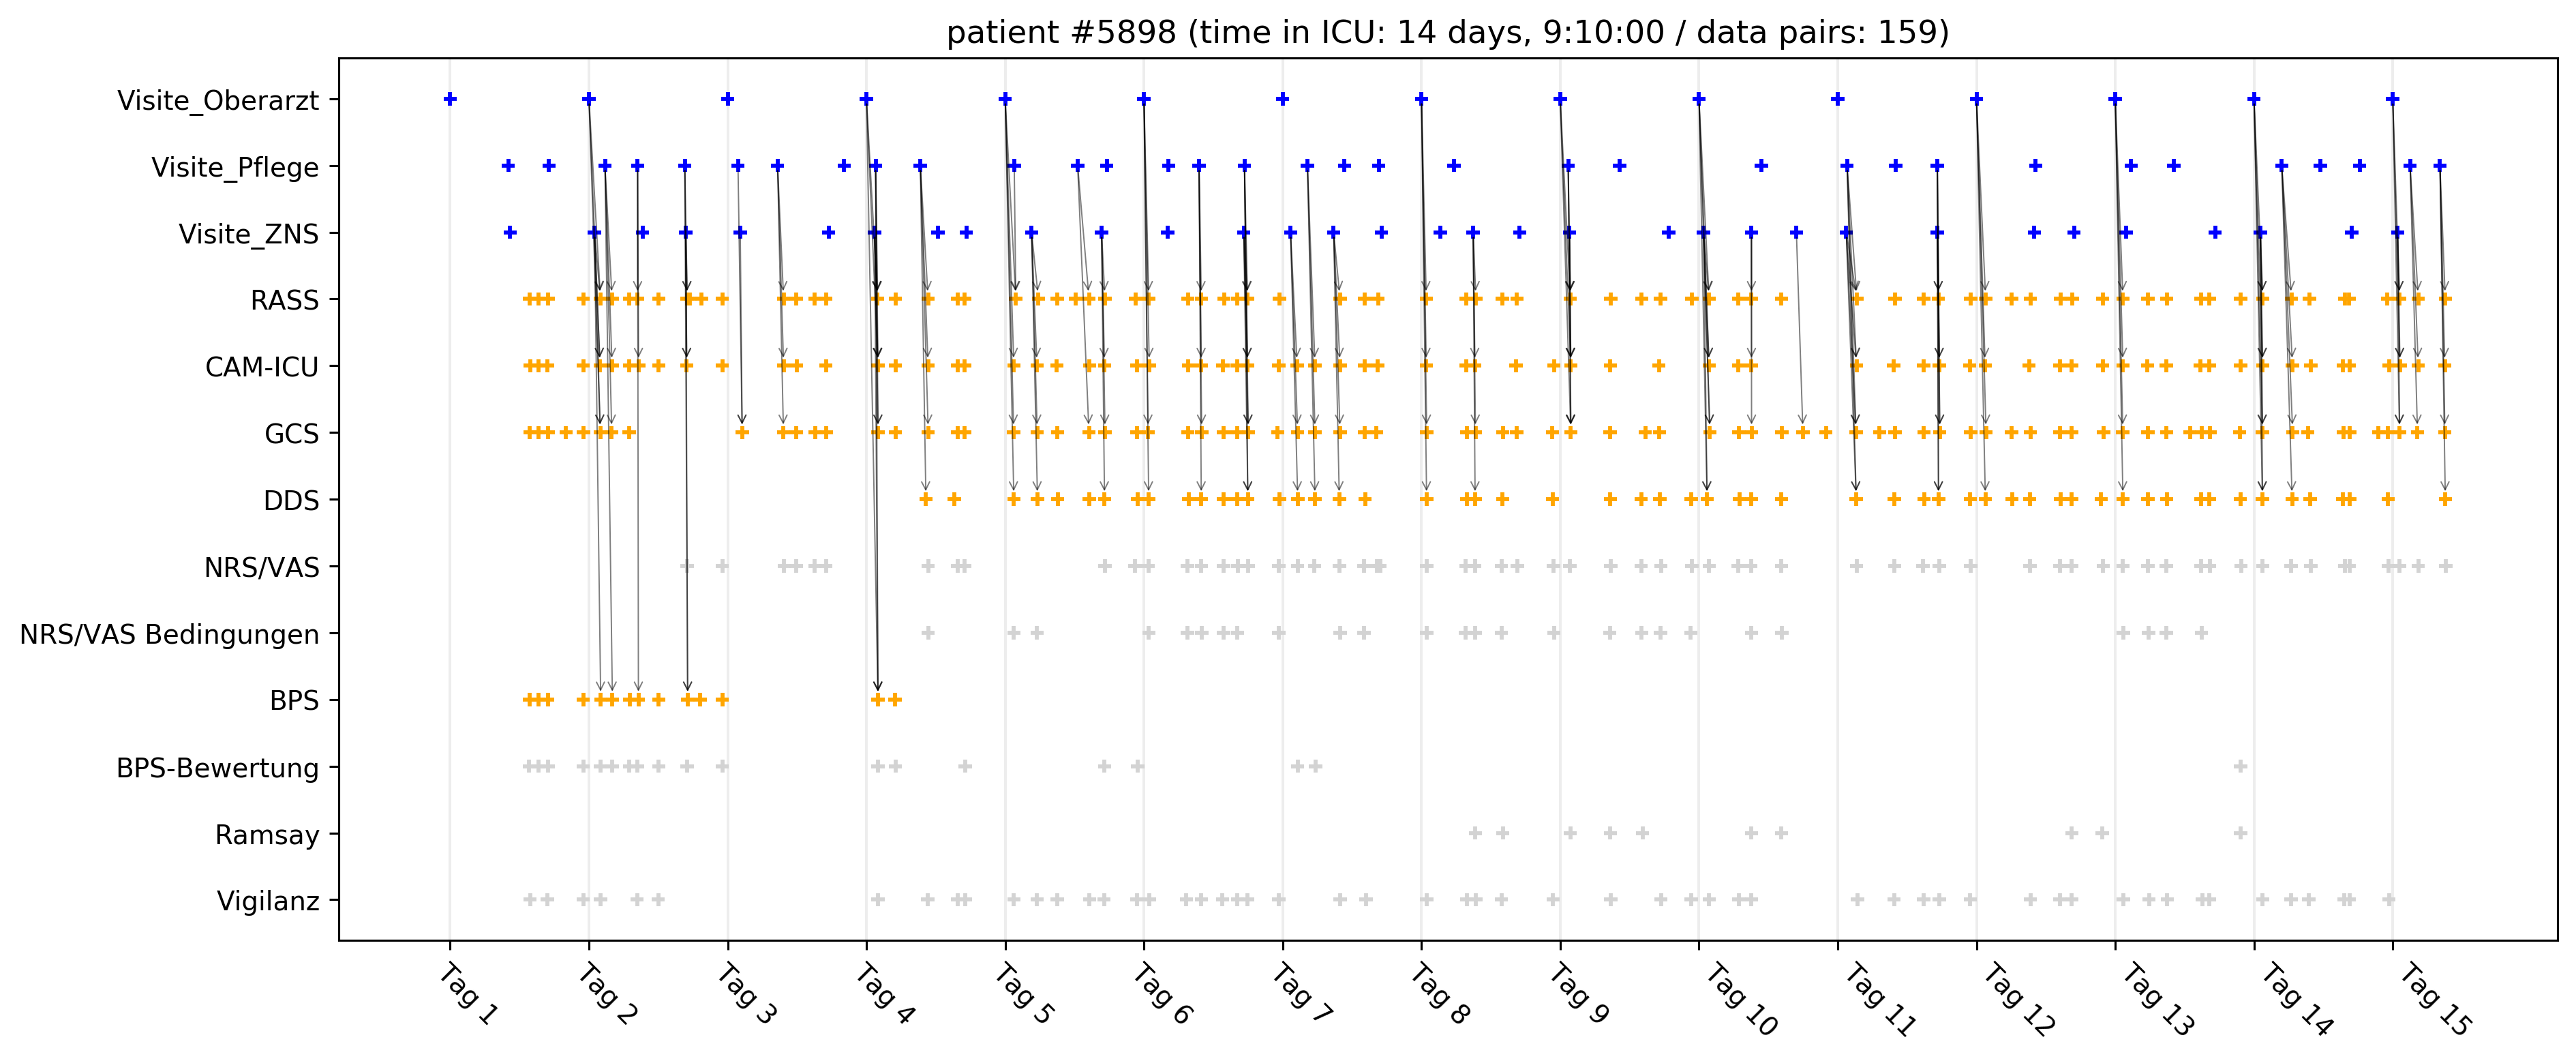 patient #5898 (time in ICU: 14 days, 9:10:00 / data pairs: 159)
Visite_Oberarzt
Visite_Pflege
Visite_ZNS
RASS
CAM-ICU
GCS
DDS
NRS/VAS
NRS/VAS Bedingungen
BPS
BPS-Bewertung
Ramsay
Vigilanz
Tag 1
Tag 2
Tag 3
Tag 4
Tag 5
Tag 6
Tag 7
Tag 8
Tag 9
Tag 10
Tag 11
Tag 12
Tag 13
Tag 14
Tag 15